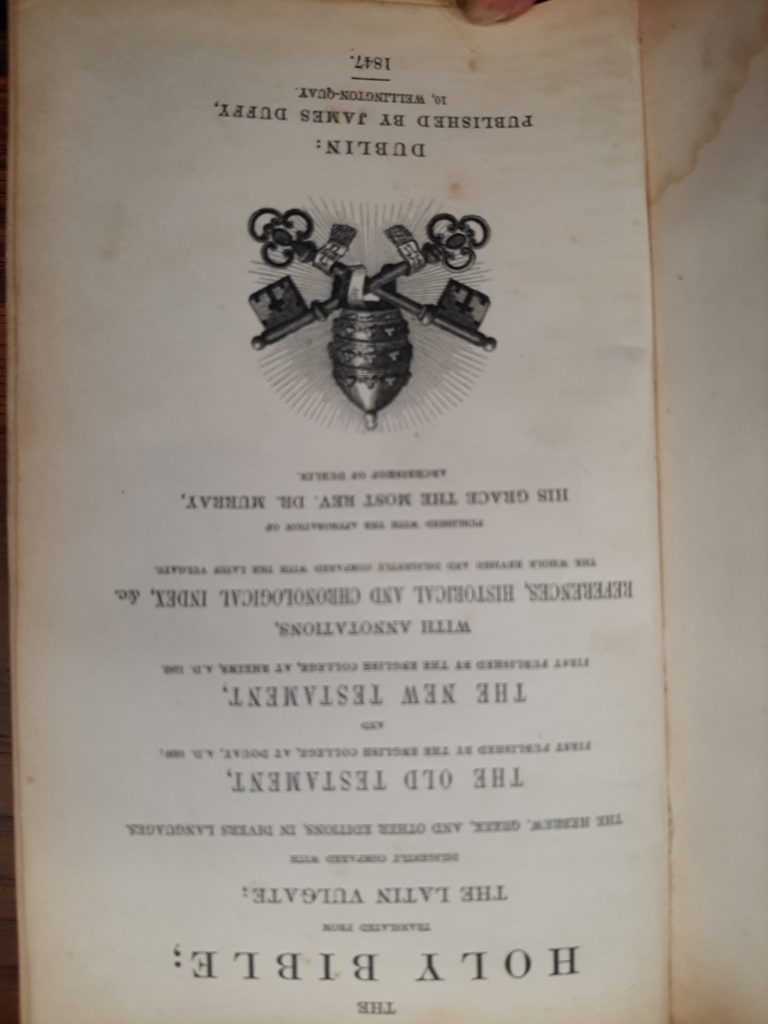 THE
HOLY BIBLE;
TRANSLATED FROM
THE LATIN VULGATE;
DILIGENTLY COMPARED WITH
THE HEBREW, GREEK, AND OTHER EDITIONS, IN DIVERS LANGUAGES.
THE OLD TESTAMENT,
FIRST PUBLISHED BY THE ENGLISH COLLEGE, AT DOUAY, A.D. 1609;
AND
THE NEW TESTAMENT,
FIRST PUBLISHED BY THE ENGLISH COLLEGE, AT RHEIMS, A.D. 1582.
WITH ANNOTATIONS,
REFERENCES, HISTORICAL AND CHRONOLOGICAL INDEX, &c.
THE WHOLE REVISED AND DILIGENTLY COMPARED WITH THE LATIN VULGATE.
PUBLISHED WITH THE APPROBATION OF
HIS GRACE THE MOST REV. DR. MURRAY,
ARCHBISHOP OF DUBLIN.
DUBLIN:
PUBLISHED BY JAMES DUFFY,
10, WELLINGTON-QUAY.
1847.